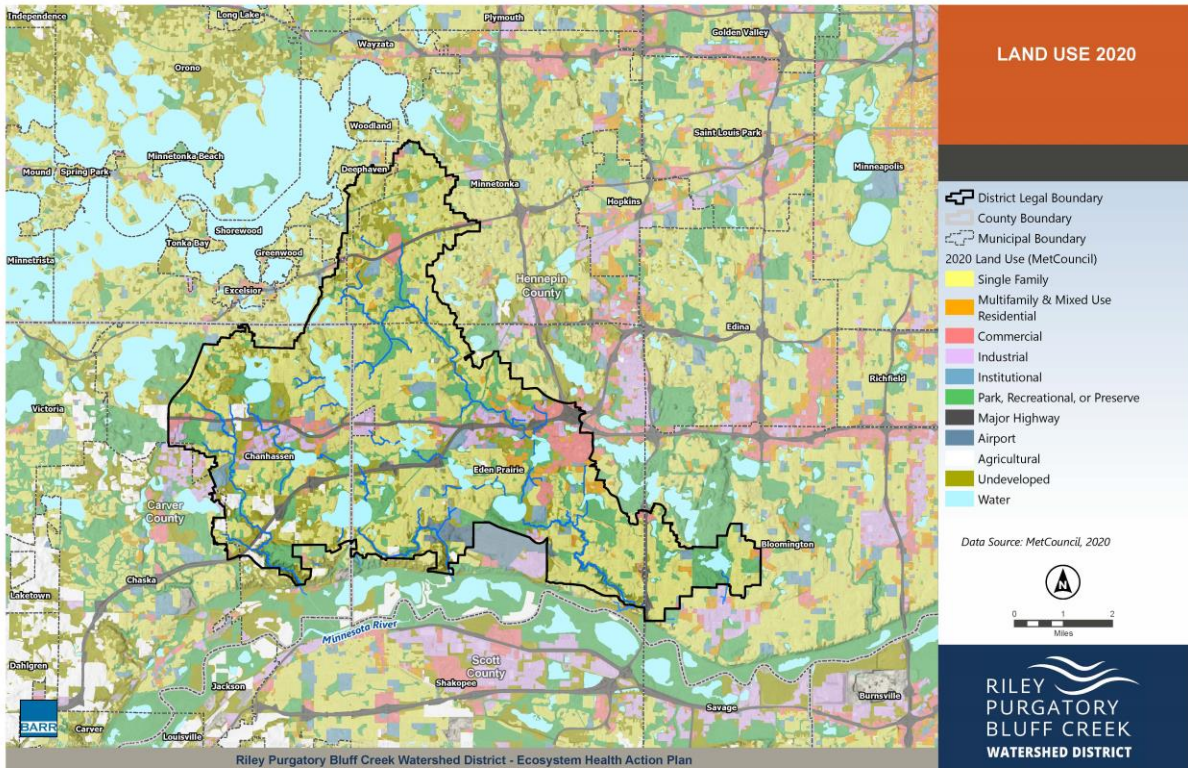 Independence
Long Lake
Plymouth
Golden Valley
Wayzata
Orono
Woodland
Saint Louis Park
Minnetonka Beach
Minneapolis
Mound
Spring Park
Deephaven
Minnetonka
Hopkins
Shorewood
Tonka Bay
Greenwood
Minnetrista
Hennepin
County
Excelsior
Edina
Richfield
Victoria
Chanhassen
Eden Prairie
Carver
County
Bloomington
Chaska
Laketown
Minnesota River
Dahlgren
Scott
County
Jackson
Shakopee
Burnsville
Savage
Carver
Louisville
BARR
Riley Purgatory Bluff Creek Watershed District - Ecosystem Health Action Plan
LAND USE 2020
District Legal Boundary
County Boundary
Municipal Boundary
2020 Land Use (MetCouncil)
Single Family
Multifamily & Mixed Use
Residential
Commercial
Industrial
Institutional
Park, Recreational, or Preserve
Major Highway
Airport
Agricultural
Undeveloped
Water
Data Source: MetCouncil, 2020
N
0 1 2
Miles
RILEY
PURGATORY
BLUFF CREEK
WATERSHED DISTRICT